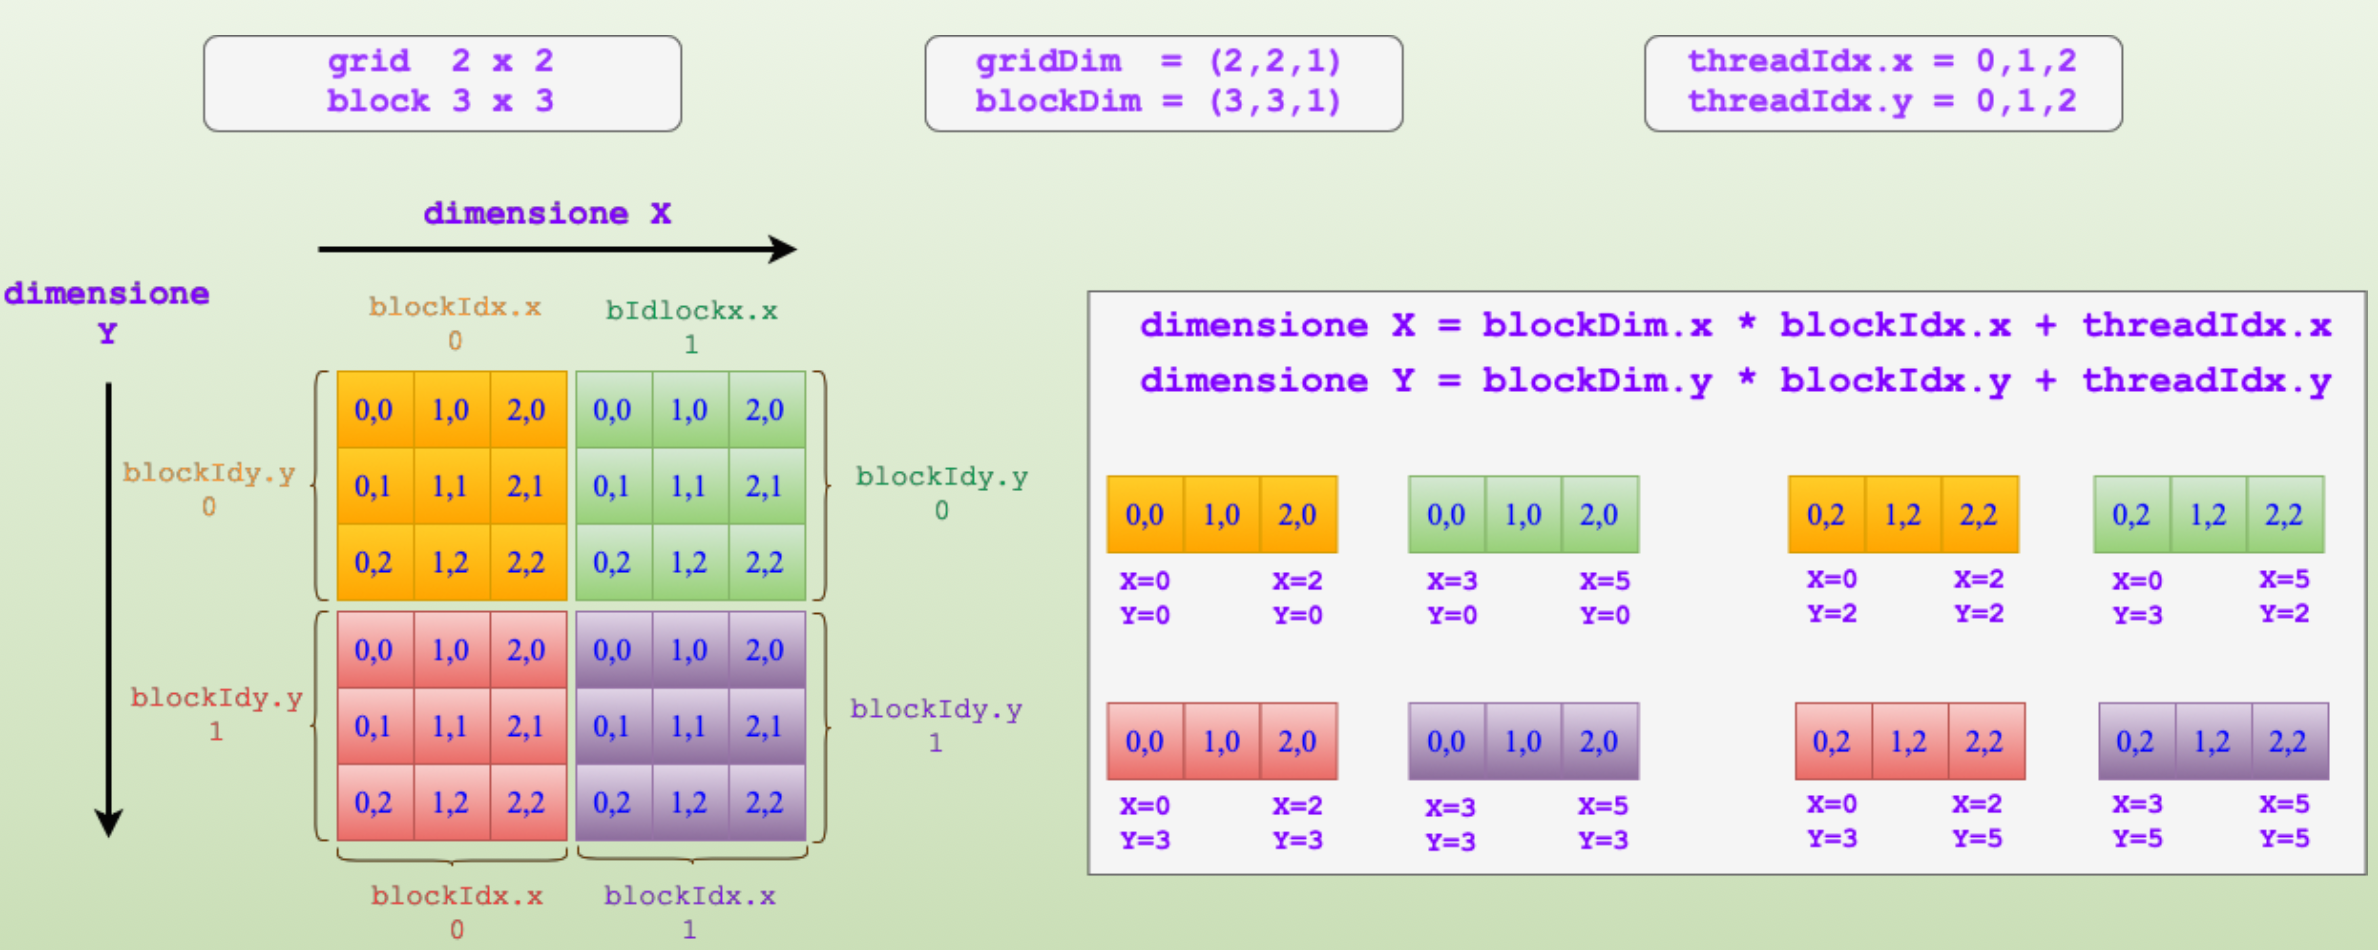 grid  2 x 2
block 3 x 3
gridDim  = (2,2,1)
blockDim = (3,3,1)
threadIdx.x = 0,1,2
threadIdx.y = 0,1,2
dimensione X
dimensione
Y
blockIdx.x
0
bIdlockx.x
1
blockIdy.y
0
0,0 1,0 2,0 0,0 1,0 2,0
0,1 1,1 2,1 0,1 1,1 2,1
0,2 1,2 2,2 0,2 1,2 2,2
blockIdy.y
0
blockIdy.y
1
0,0 1,0 2,0 0,0 1,0 2,0
0,1 1,1 2,1 0,1 1,1 2,1
0,2 1,2 2,2 0,2 1,2 2,2
blockIdy.y
1
blockIdx.x
0
blockIdx.x
1
dimensione X = blockDim.x * blockIdx.x + threadIdx.x
dimensione Y = blockDim.y * blockIdx.y + threadIdx.y
0,0 1,0 2,0 0,0 1,0 2,0 0,2 1,2 2,2 0,2 1,2 2,2
X=0 X=2 X=3 X=5 X=0 X=2 X=0 X=5
Y=0 Y=0 Y=0 Y=0 Y=2 Y=2 Y=3 Y=2
0,0 1,0 2,0 0,0 1,0 2,0 0,2 1,2 2,2 0,2 1,2 2,2
X=0 X=2 X=3 X=5 X=0 X=2 X=3 X=5
Y=3 Y=3 Y=3 Y=3 Y=3 Y=5 Y=5 Y=5